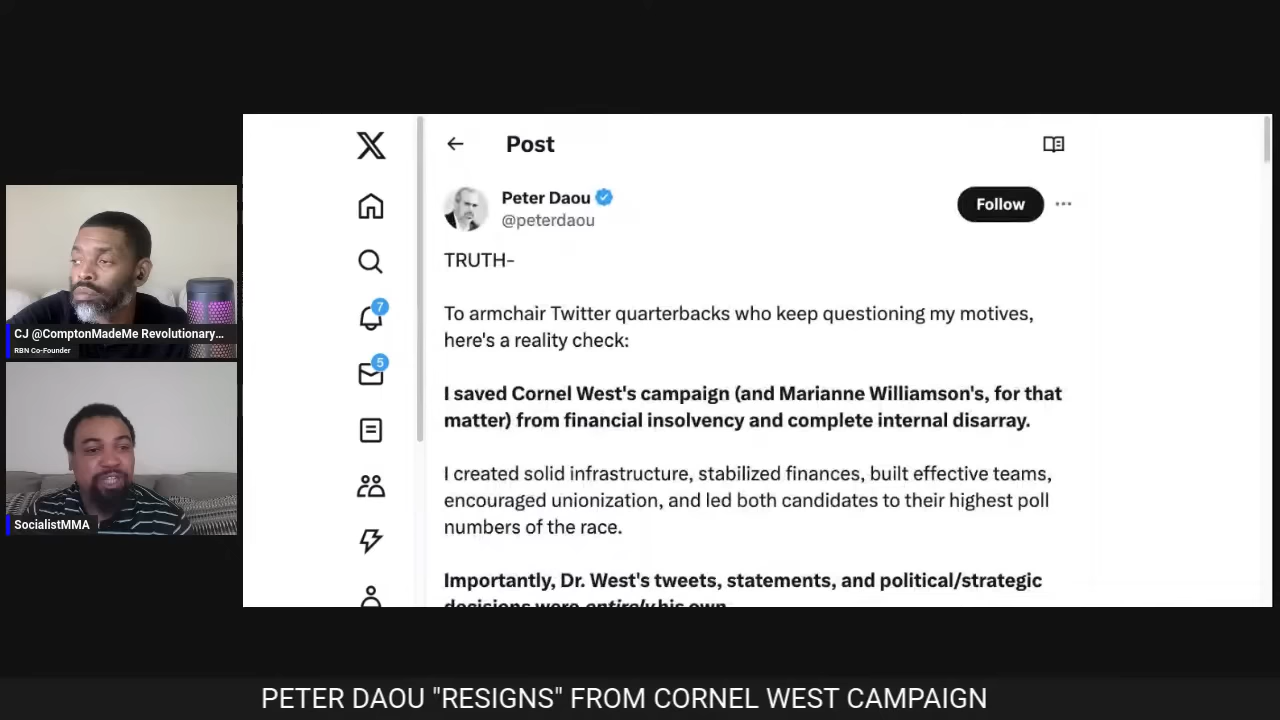 Post
Peter Daou
@peterdaou
Follow
TRUTH-
To armchair Twitter quarterbacks who keep questioning my motives,
here's a reality check:
I saved Cornel West's campaign (and Marianne Williamson's, for that
matter) from financial insolvency and complete internal disarray.
I created solid infrastructure, stabilized finances, built effective teams,
encouraged unionization, and led both candidates to their highest poll
numbers of the race.
Importantly, Dr. West's tweets, statements, and political/strategic
decisions were entirely his own
7
5
CJ @ComptonMadeMe Revolutionary...
RBN Co-Founder
SocialistMMA
PETER DAOU "RESIGNS" FROM CORNEL WEST CAMPAIGN